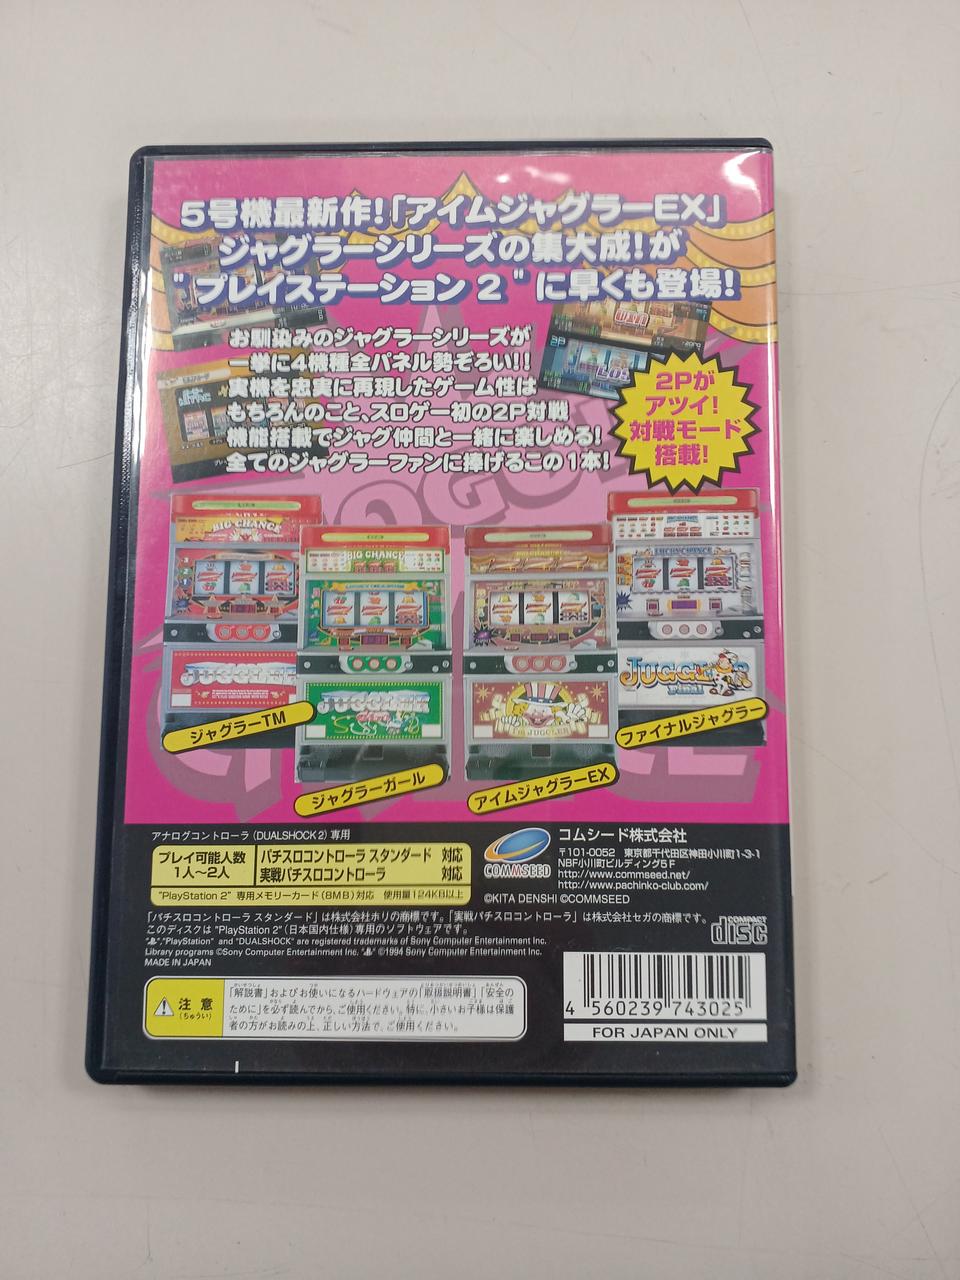 5号機最新作!「アイムジャグラーEX」
ジャグラーシリーズの集大成!が
"プレイステーション 2"に早くも登場!
お馴染みのジャグラーシリーズが
一挙に4機種全パネル勢ぞろい!!
実機を忠実に再現したゲーム性は
もちろんのこと、スロゲー初の2P対戦
機能搭載でジャグ仲間と一緒に楽しめる!
全てのジャグラーファンに捧げるこの1本!
2Pが
アツイ!
対戦モード
搭載!
BIG CHANCE
BIG CHANCE
JUGGLER
JUGGLER
I'm JUGGLER
JUGGLER
ジャグラーTM
ジャグラーガール
アイムジャグラーEX
ファイナルジャグラー
アナログコントローラ(DUALSHOCK 2)専用
プレイ可能人数
1人~2人
パチスロコントローラ スタンダード 対応
実戦パチスロコントローラ 対応
"PlayStation 2"専用メモリーカード(8MB)対応 使用量124KB以上
COMMSEED
コムシード株式会社
〒101-0052 東京都千代田区神田小川町1-3-1
NBF小川町ビルディング5F
http://www.commseed.net/
http://www.pachinko-club.com/
©KITA DENSHI ©COMMSEED
「パチスロコントローラ スタンダード」は株式会社ホリの商標です。「実戦パチスロコントローラ」は株式会社セガの商標です。
このディスクは "PlayStation 2"(日本国内仕様)専用のソフトウェアです。
"PlayStation" and "DUALSHOCK" are registered trademarks of Sony Computer Entertainment Inc.
Library programs ©Sony Computer Entertainment Inc. ©1994 Sony Computer Entertainment Inc.
MADE IN JAPAN
COMPACT
disc
注意
(ちゅうい)
「解説書」およびお使いになるハードウェアの「取扱説明書」「安全の
ために」を必ず読んでから、ご使用ください。特に、小さいお子様は保護
者の方がお読みの上、正しい方法で、ご使用ください。
4 560239 743025
FOR JAPAN ONLY